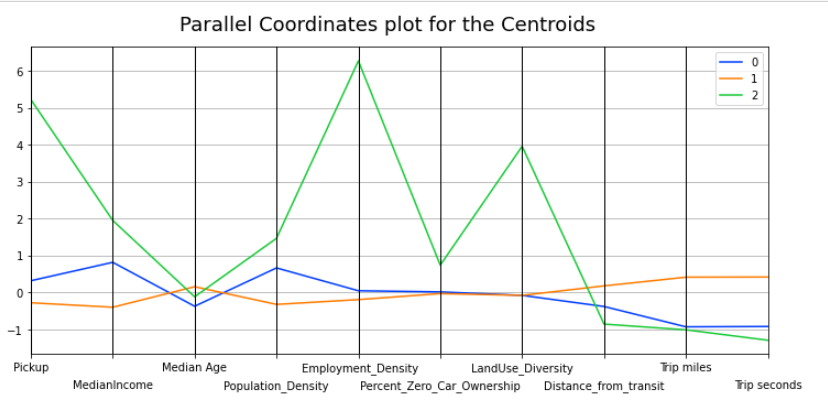 Parallel Coordinates plot for the Centroids
0
1
2
6
5
4
3
2
1
0
−1
Pickup
MedianIncome
Median Age
Population_Density
Employment_Density
Percent_Zero_Car_Ownership
LandUse_Diversity
Distance_from_transit
Trip miles
Trip seconds